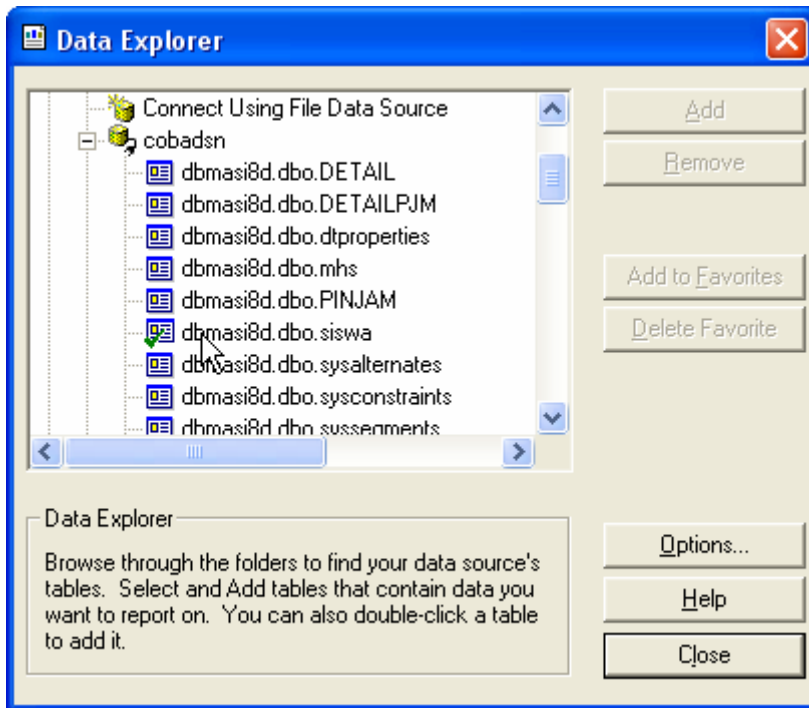 Data Explorer
Connect Using File Data Source
cobadsn
dbmasi8d.dbo.DETAIL
dbmasi8d.dbo.DETAILPJM
dbmasi8d.dbo.dtproperties
dbmasi8d.dbo.mhs
dbmasi8d.dbo.PINJAM
dbmasi8d.dbo.siswa
dbmasi8d.dbo.sysalternates
dbmasi8d.dbo.sysconstraints
dbmasi8d.dbo.syssegments
Add
Remove
Add to Favorites
Delete Favorite
Data Explorer
Browse through the folders to find your data source's
tables. Select and Add tables that contain data you
want to report on. You can also double-click a table
to add it.
Options...
Help
Close